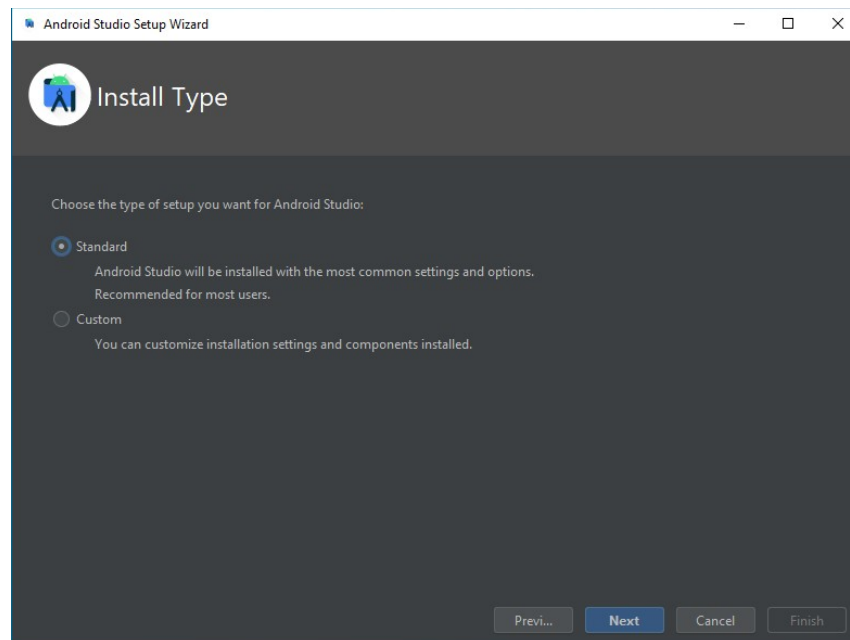 Android Studio Setup Wizard
Install Type
Choose the type of setup you want for Android Studio:
Standard
Android Studio will be installed with the most common settings and options.
Recommended for most users.
Custom
You can customize installation settings and components installed.
Previ... Next Cancel Finish